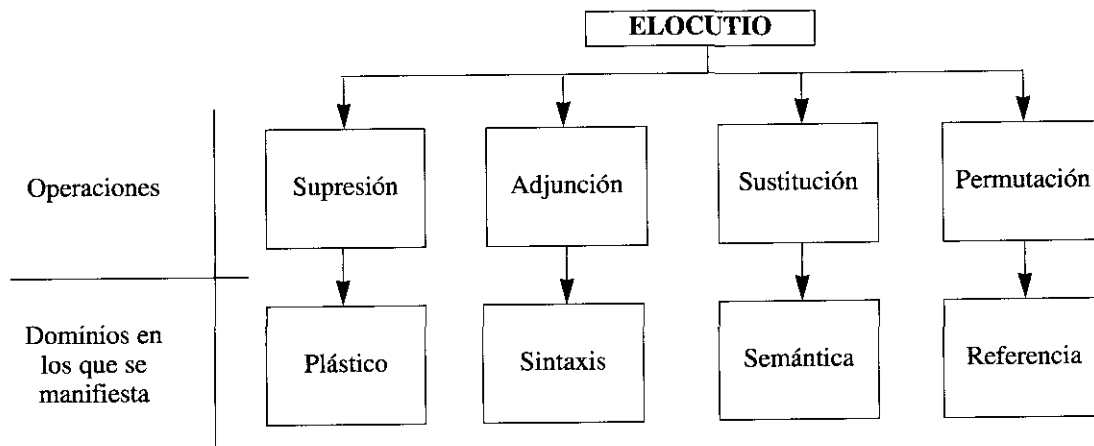 ELOCUTIO
Operaciones
Supresión
Adjunción
Sustitución
Permutación
Dominios en
los que se
manifiesta
Plástico
Sintaxis
Semántica
Referencia